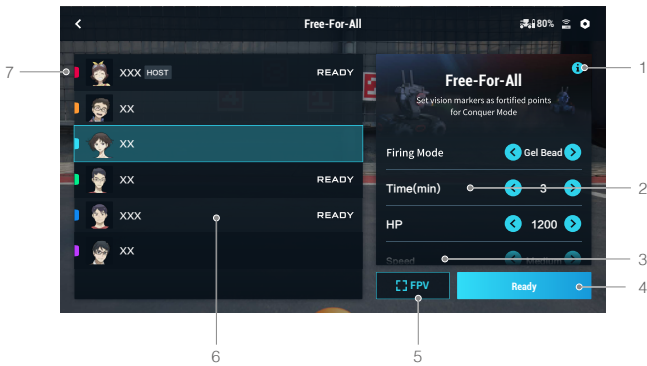 Free-For-All
80%
7
XXX HOST READY
XX
XX
XX READY
XXX READY
XX
Free-For-All
Set vision markers as fortified points
for Conquer Mode
Firing Mode Gel Bead
Time(min) 3
HP 1200
Speed Medium
FPV
Ready
1
2
3
4
5
6